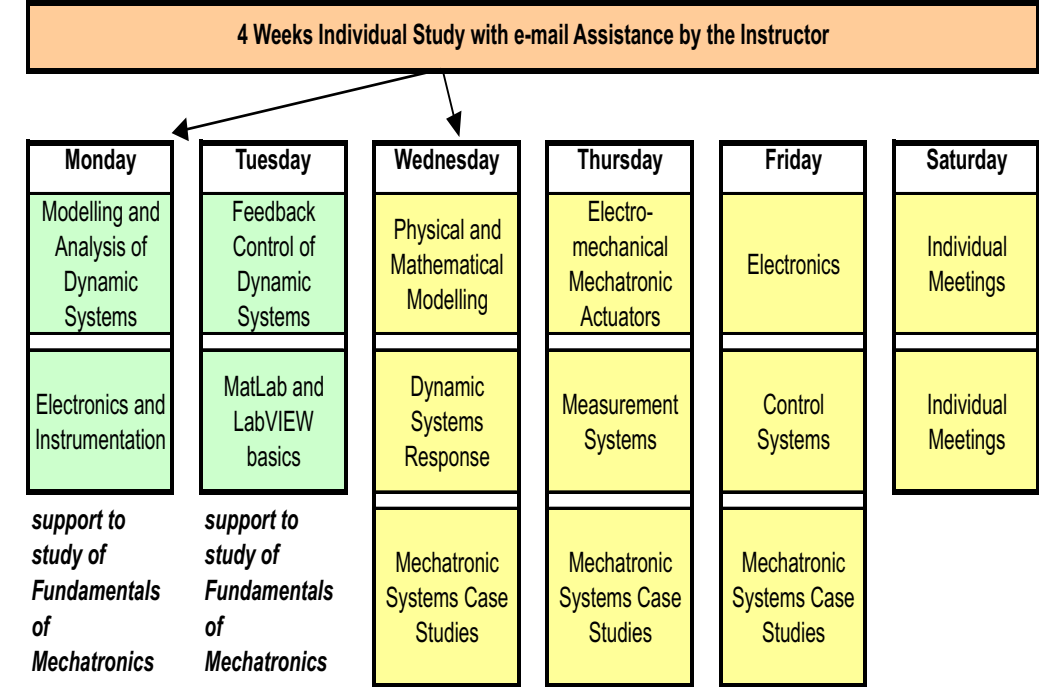 4 Weeks Individual Study with e-mail Assistance by the Instructor
Monday
Modelling and
Analysis of
Dynamic
Systems
Electronics and
Instrumentation
support to
study of
Fundamentals
of
Mechatronics
Tuesday
Feedback
Control of
Dynamic
Systems
MatLab and
LabVIEW
basics
support to
study of
Fundamentals
of
Mechatronics
Wednesday
Physical and
Mathematical
Modelling
Dynamic
Systems
Response
Mechatronic
Systems Case
Studies
Thursday
Electro-
mechanical
Mechatronic
Actuators
Measurement
Systems
Mechatronic
Systems Case
Studies
Friday
Electronics
Control
Systems
Mechatronic
Systems Case
Studies
Saturday
Individual
Meetings
Individual
Meetings